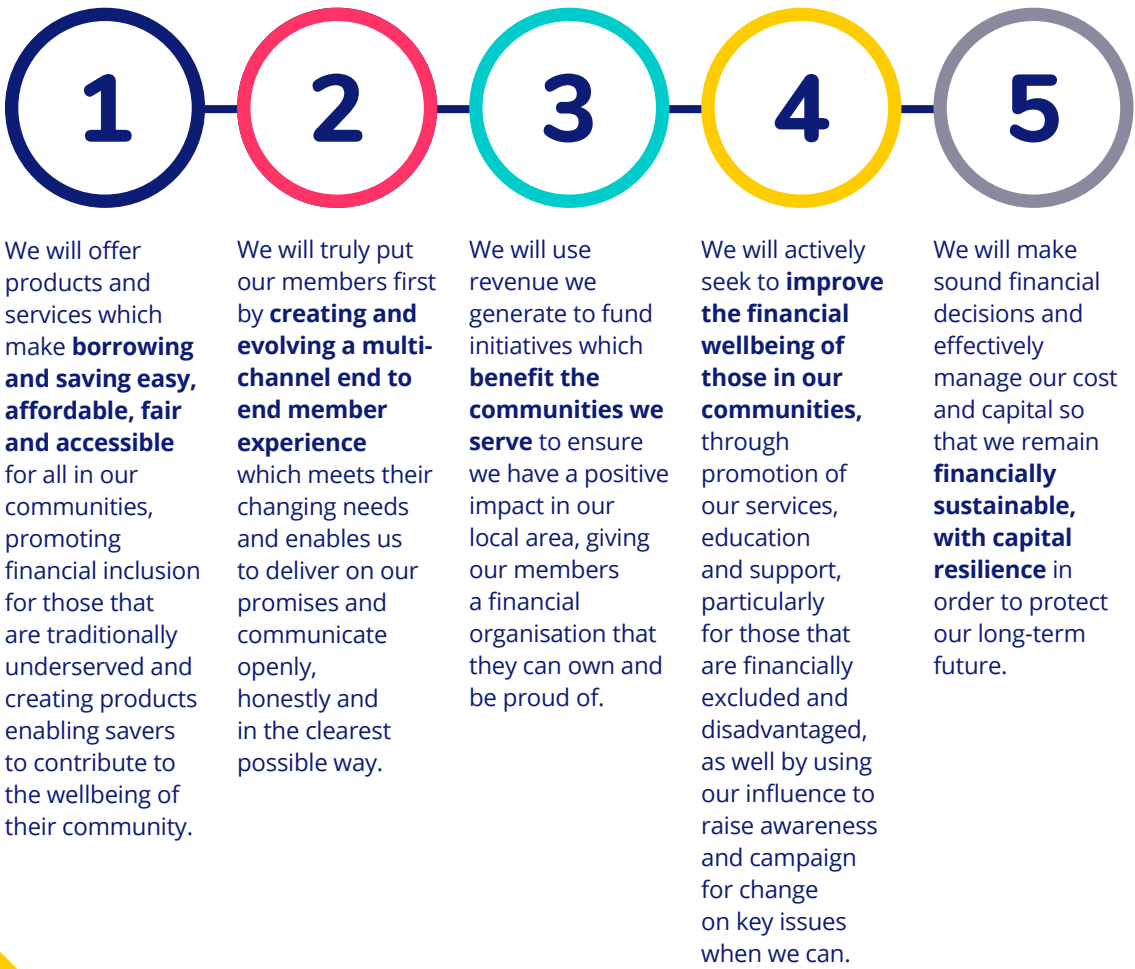 1
We will offer
products and
services which
make borrowing
and saving easy,
affordable, fair
and accessible
for all in our
communities,
promoting
financial inclusion
for those that
are traditionally
underserved and
creating products
enabling savers
to contribute to
the wellbeing of
their community.
2
We will truly put
our members first
by creating and
evolving a multi-
channel end to
end member
experience
which meets their
changing needs
and enables us
to deliver on our
promises and
communicate
openly,
honestly and
in the clearest
possible way.
3
We will use
revenue we
generate to fund
initiatives which
benefit the
communities we
serve to ensure
we have a positive
impact in our
local area, giving
our members
a financial
organisation that
they can own and
be proud of.
4
We will actively
seek to improve
the financial
wellbeing of
those in our
communities,
through
promotion of
our services,
education
and support,
particularly
for those that
are financially
excluded and
disadvantaged,
as well by using
our influence to
raise awareness
and campaign
for change
on key issues
when we can.
5
We will make
sound financial
decisions and
effectively
manage our cost
and capital so
that we remain
financially
sustainable,
with capital
resilience in
order to protect
our long-term
future.